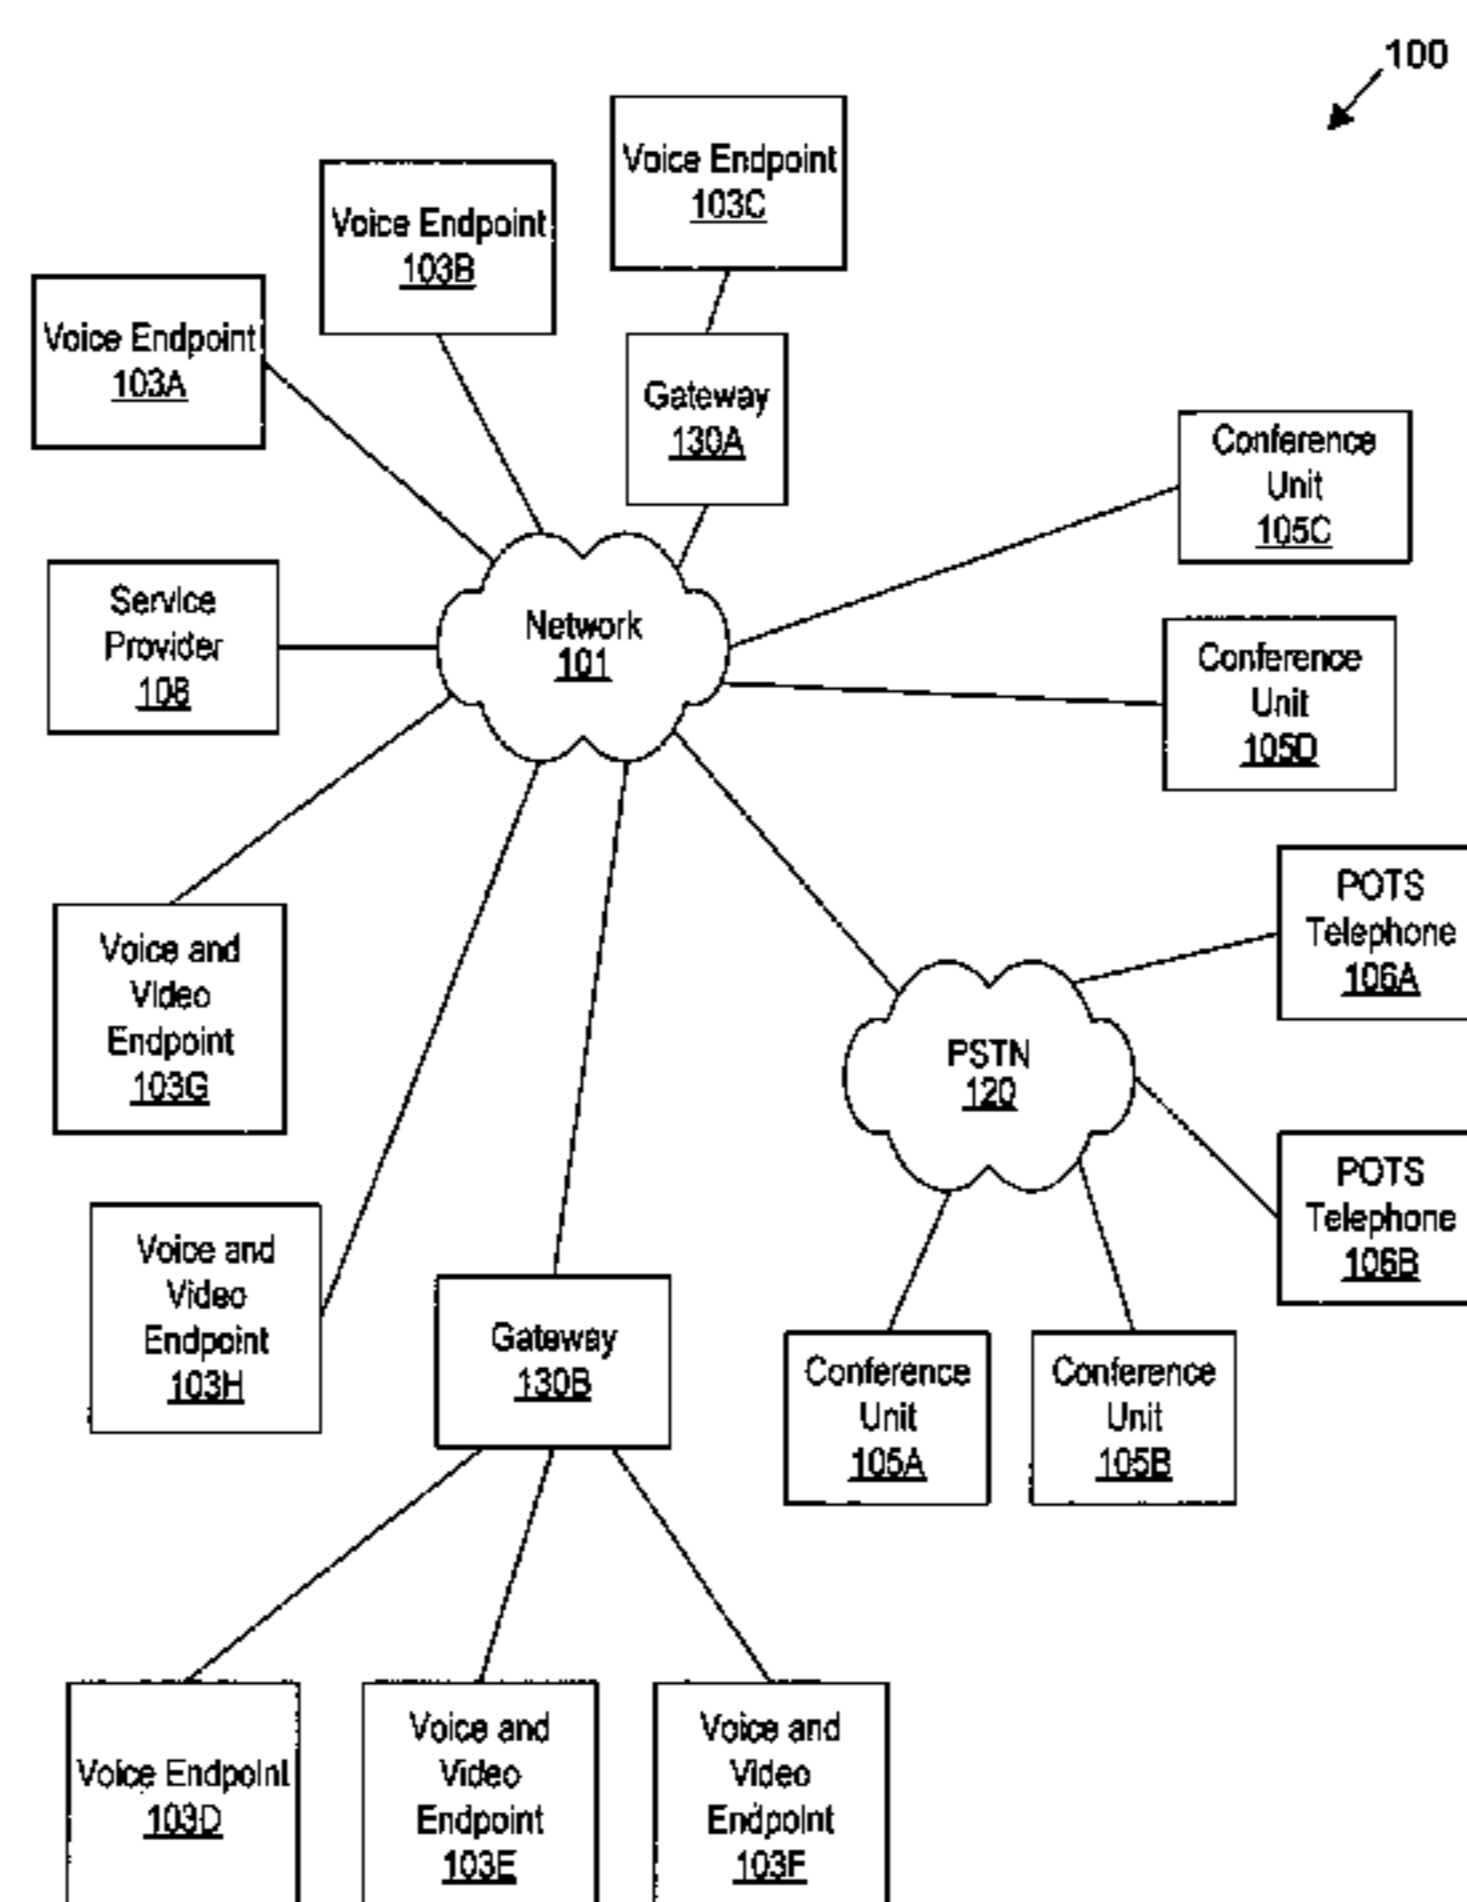 100
Voice Endpoint
103C
Voice Endpoint
103B
Voice Endpoint
103A
Gateway
130A
Conference
Unit
105C
Service
Provider
108
Network
101
Conference
Unit
105D
POTS
Telephone
106A
Voice and
Video
Endpoint
103G
PSTN
120
POTS
Telephone
106B
Voice and
Video
Endpoint
103H
Gateway
130B
Conference
Unit
105A
Conference
Unit
105B
Voice Endpoint
103D
Voice and
Video
Endpoint
103E
Voice and
Video
Endpoint
103F